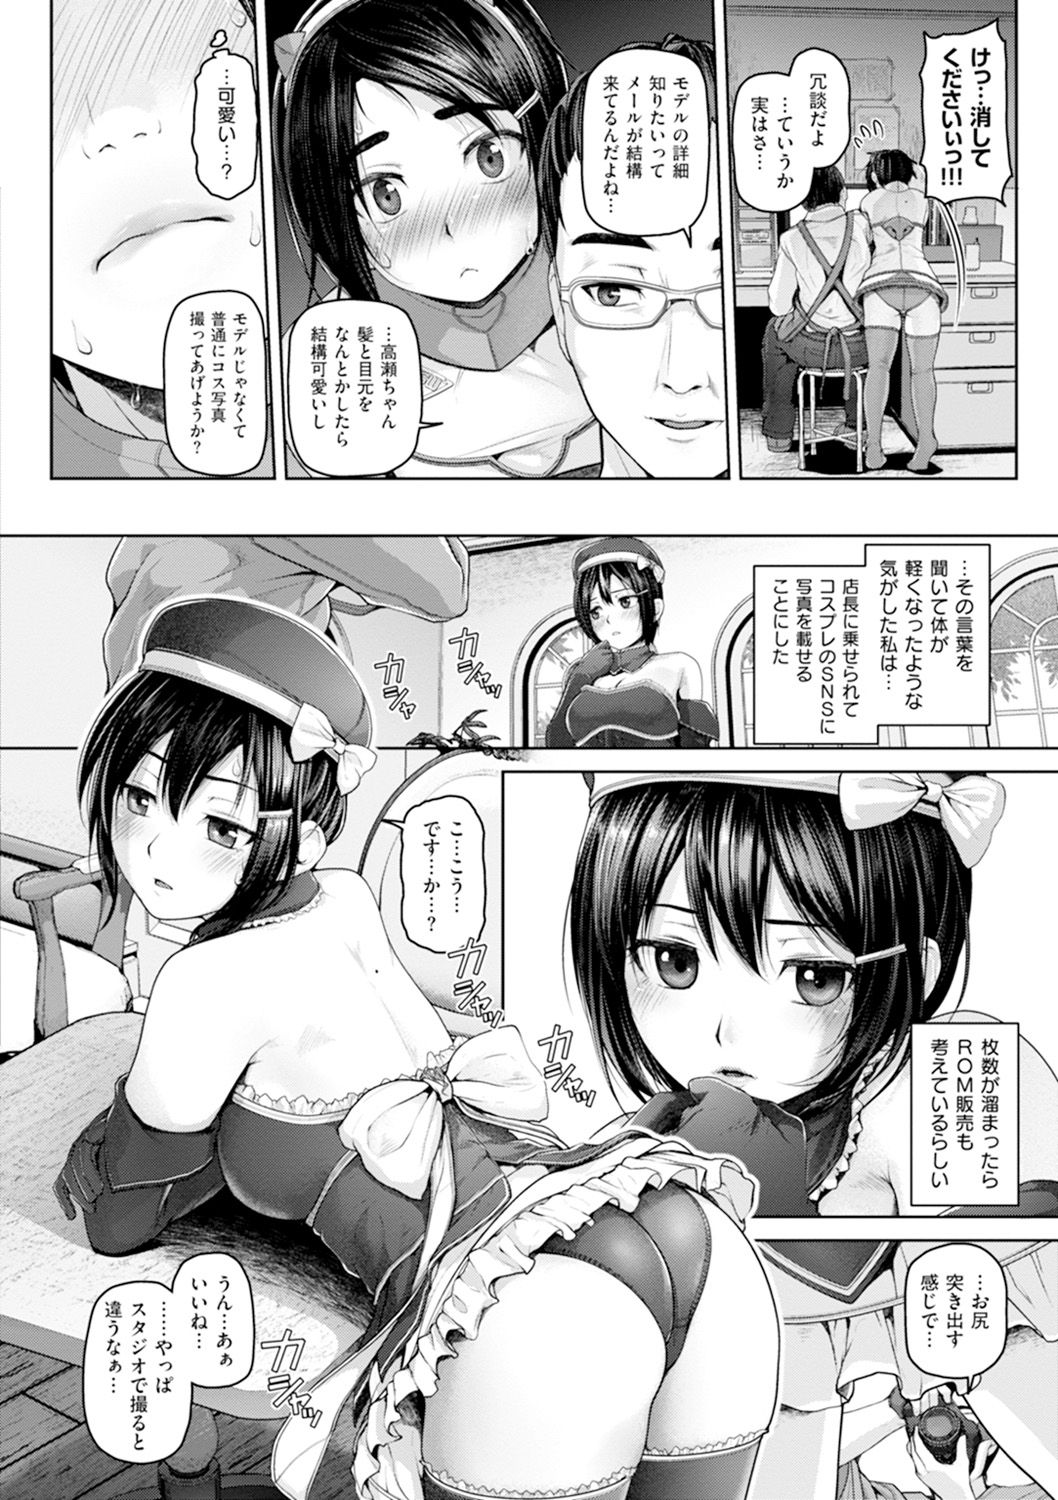 けっ…消して
くださいぃっ!!!
冗談だよ
…ていうか
実はさ…
モデルの詳細
知りたいって
メールが結構
来てるんだよね…
…高瀬ちゃん
髪と目元を
なんとかしたら
結構可愛いし
…可愛い…?
モデルじゃなくて
普通にコス写真
撮ってあげようか?
…その言葉を
聞いて体が
軽くなったような
気がした私は…
店長に乗せられて
コスプレのSNSに
写真を載せる
ことにした
カシャッ
カシャッ
枚数が溜まったら
ROM販売も
考えているらしい
こ…こう…
です…か…?
カシャッ
カシャッ
…お尻
突き出す
感じで…
うん…あぁ
いいね…
……やっぱ
スタジオで撮ると
違うなぁ…
カシャッ
カシャッ